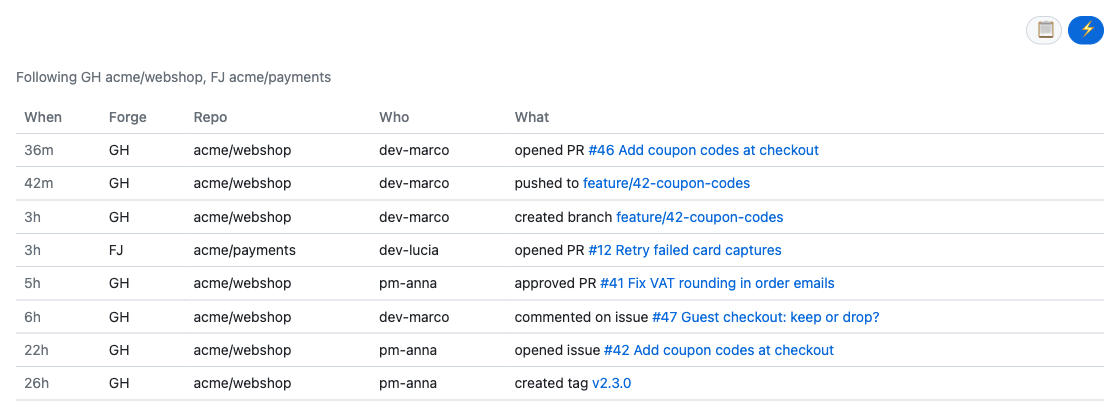 Following GH acme/webshop, FJ acme/payments
When Forge Repo Who What
36m GH acme/webshop dev-marco opened PR #46 Add coupon codes at checkout
42m GH acme/webshop dev-marco pushed to feature/42-coupon-codes
3h GH acme/webshop dev-marco created branch feature/42-coupon-codes
3h FJ acme/payments dev-lucia opened PR #12 Retry failed card captures
5h GH acme/webshop pm-anna approved PR #41 Fix VAT rounding in order emails
6h GH acme/webshop dev-marco commented on issue #47 Guest checkout: keep or drop?
22h GH acme/webshop pm-anna opened issue #42 Add coupon codes at checkout
26h GH acme/webshop pm-anna created tag v2.3.0